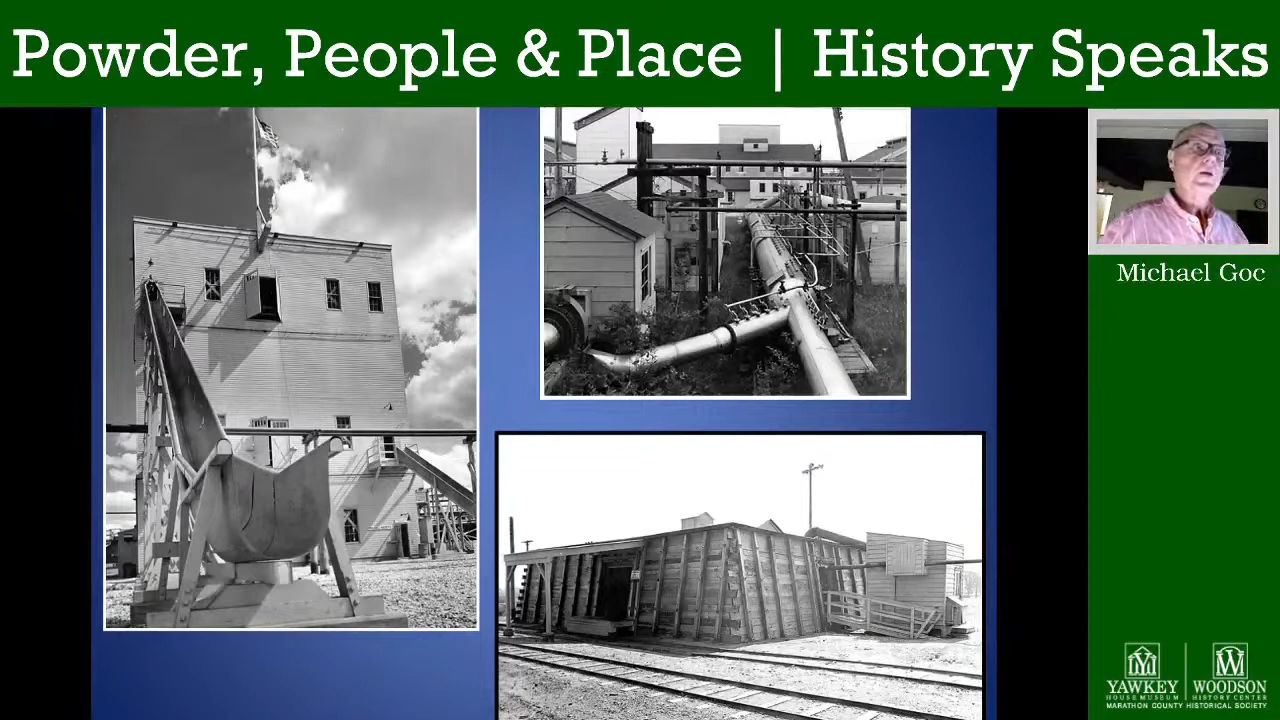 Powder, People & Place | History Speaks
Michael Goc
YAWKEY
HOUSE MUSEUM
WOODSON
HISTORY CENTER
MARATHON COUNTY HISTORICAL SOCIETY